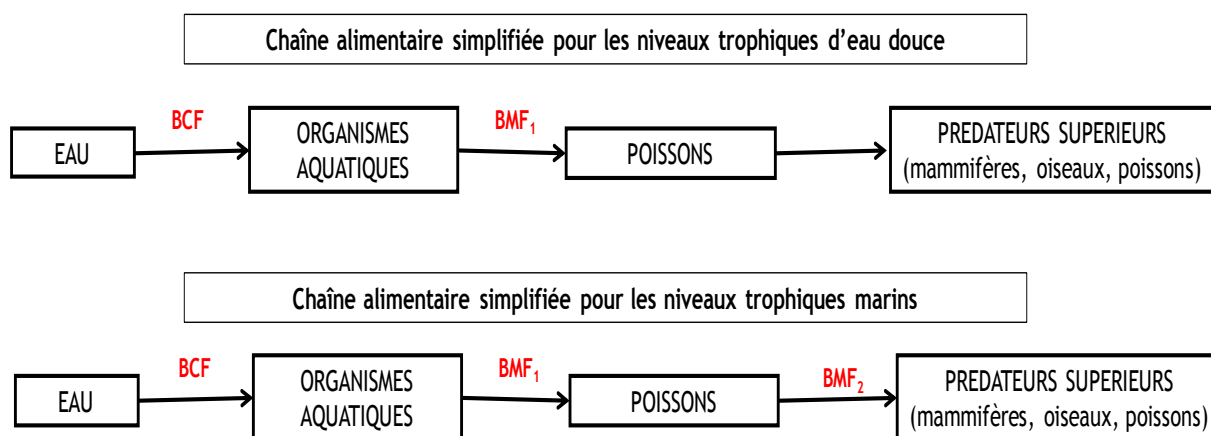 Chaîne alimentaire simplifiée pour les niveaux trophiques d’eau douce
BCF
BMF₁
EAU
ORGANISMES
AQUATIQUES
POISSONS
PREDATEURS SUPERIEURS
(mammifères, oiseaux, poissons)
Chaîne alimentaire simplifiée pour les niveaux trophiques marins
BCF
BMF₁
BMF₂
EAU
ORGANISMES
AQUATIQUES
POISSONS
PREDATEURS SUPERIEURS
(mammifères, oiseaux, poissons)